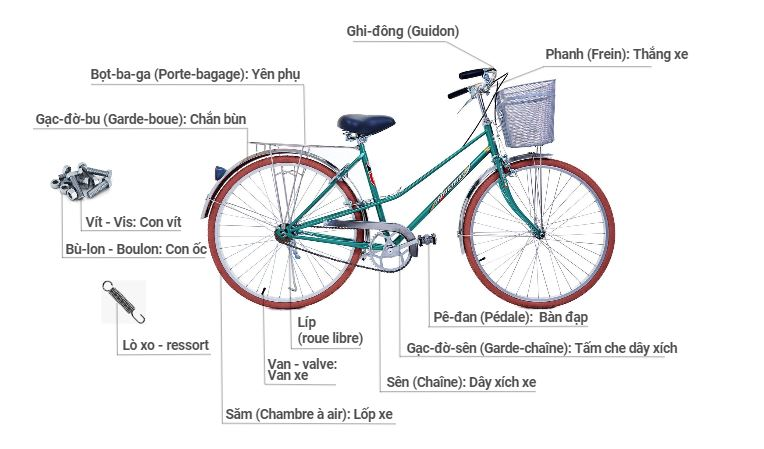 Ghi-đông (Guidon)
Phanh (Frein): Thắng xe
Bọt-ba-ga (Porte-bagage): Yên phụ
Gạc-đờ-bu (Garde-boue): Chắn bùn
Vít - Vis: Con vít
Bù-lon - Boulon: Con ốc
Lò xo - ressort
Líp
(roue libre)
Van - valve:
Van xe
Pê-đan (Pédale): Bàn đạp
Gạc-đờ-sên (Garde-chaîne): Tấm che dây xích
Sên (Chaîne): Dây xích xe
Săm (Chambre à air): Lốp xe